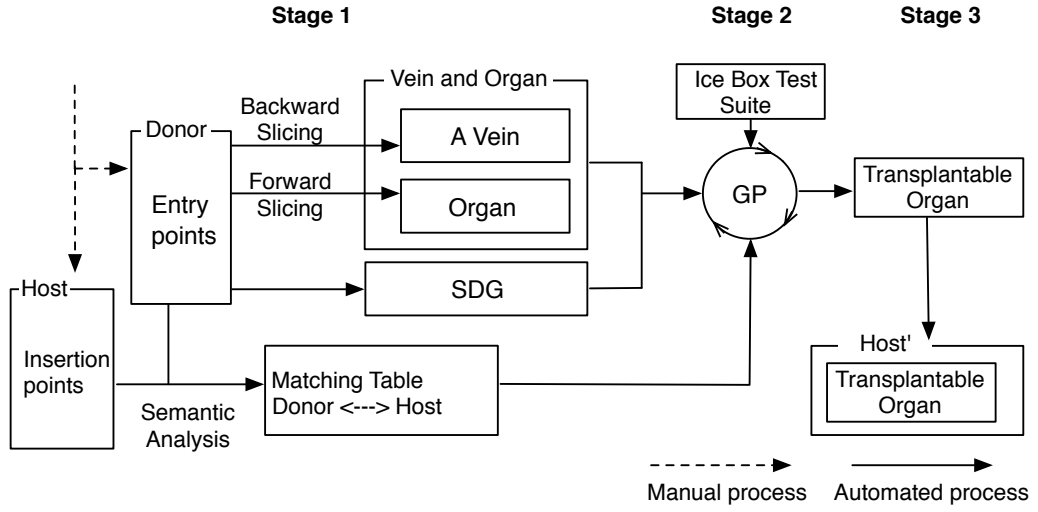 Stage 1
Stage 2
Stage 3
Vein and Organ
Ice Box Test
Suite
Backward
Slicing
Donor
A Vein
Forward
Slicing
Entry
points
Organ
GP
Transplantable
Organ
SDG
Host
Insertion
points
Matching Table
Donor <---> Host
Semantic
Analysis
Host'
Transplantable
Organ
Manual process
Automated process